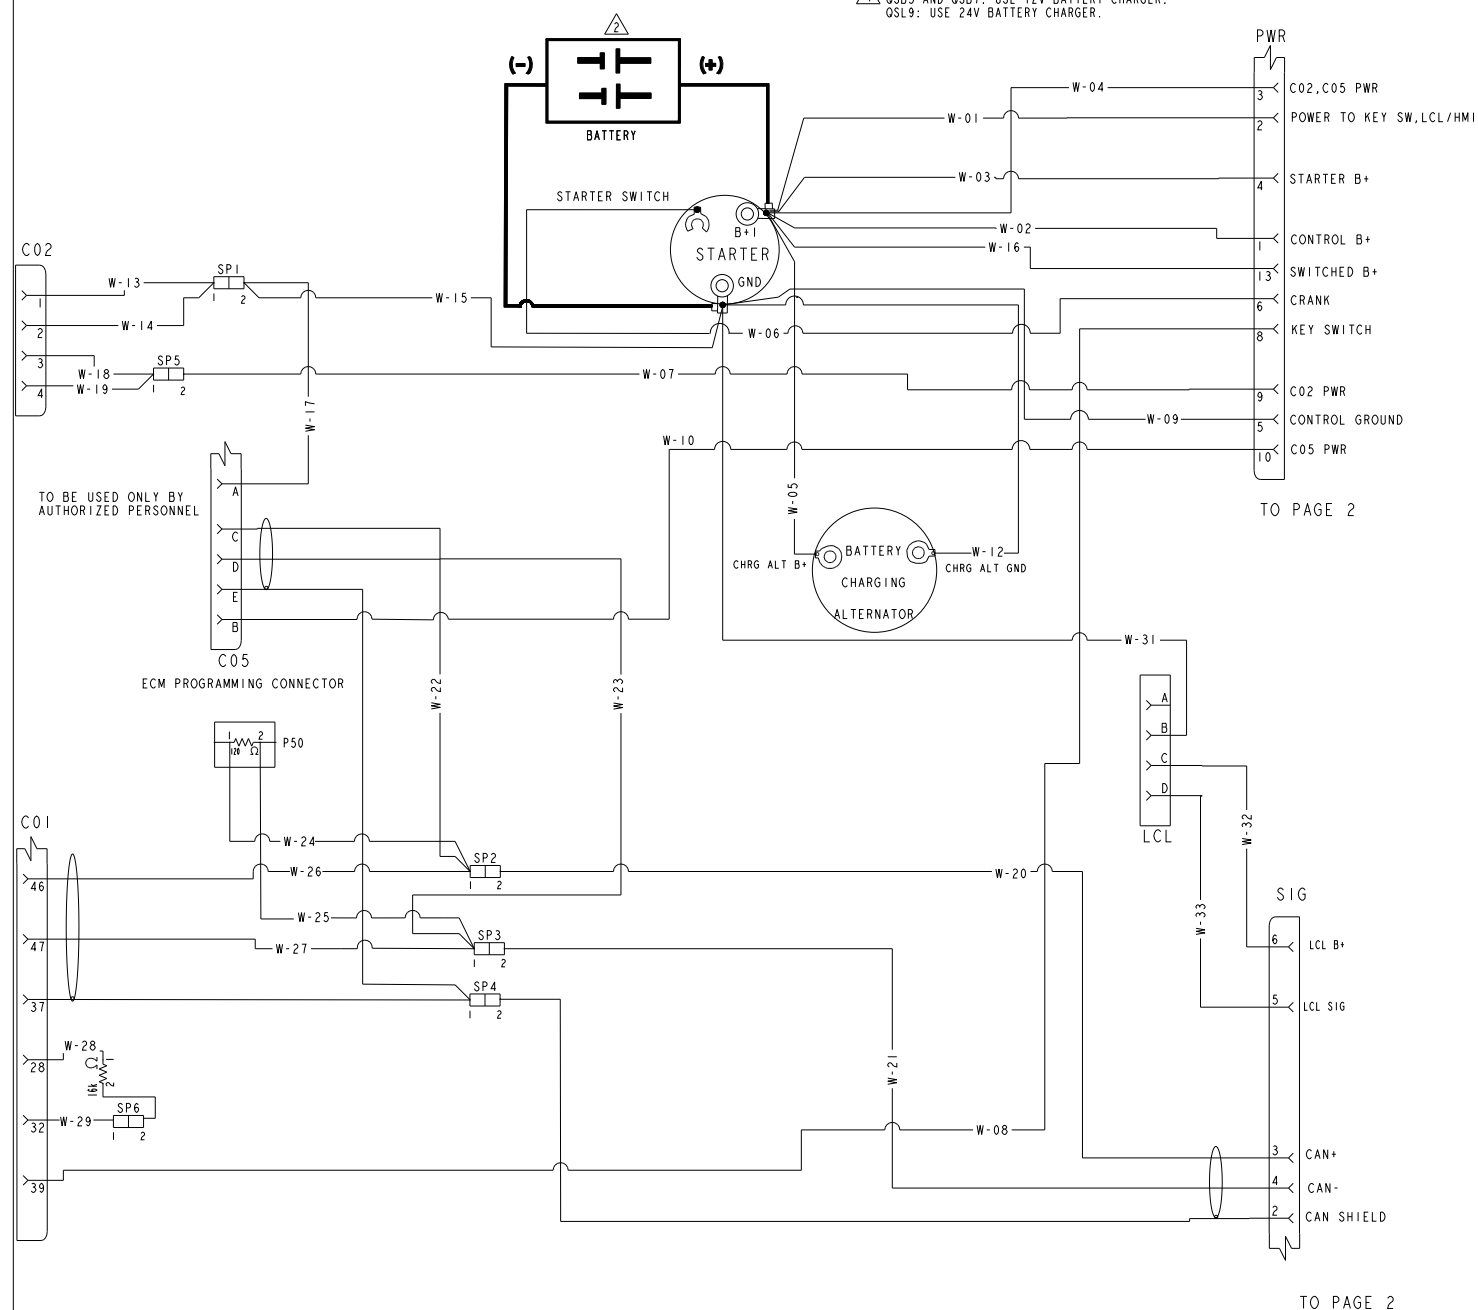 QSL9: USE 24V BATTERY CHARGER.
2
(-)
(+)
BATTERY
PWR
3
W-04
C02,C05 PWR
2
W-01
POWER TO KEY SW,LCL/HMI
4
W-03
STARTER B+
STARTER SWITCH
B+1
STARTER
GND
W-02
1
CONTROL B+
W-16
13
SWITCHED B+
6
CRANK
W-06
8
KEY SWITCH
9
C02 PWR
W-09
5
CONTROL GROUND
10
C05 PWR
TO PAGE 2
C02
1
2
3
4
W-13
SP1
1 2
W-14
W-15
W-18
W-19
SP5
1 2
W-07
W-17
W-10
TO BE USED ONLY BY
AUTHORIZED PERSONNEL
A
C
D
E
B
C05
ECM PROGRAMMING CONNECTOR
W-05
CHRG ALT B+
BATTERY
CHARGING
ALTERNATOR
W-12
CHRG ALT GND
W-31
W-22
W-23
A
B
C
D
LCL
W-32
W-33
1 2
120 Ω
P50
C01
46
47
37
28
32
39
W-24
W-26
SP2
1 2
W-20
W-25
W-27
SP3
1 2
SP4
1 2
W-28
Ω
16k
1
2
W-29
SP6
1 2
W-21
W-08
SIG
6
LCL B+
5
LCL SIG
3
CAN+
4
CAN-
2
CAN SHIELD
TO PAGE 2